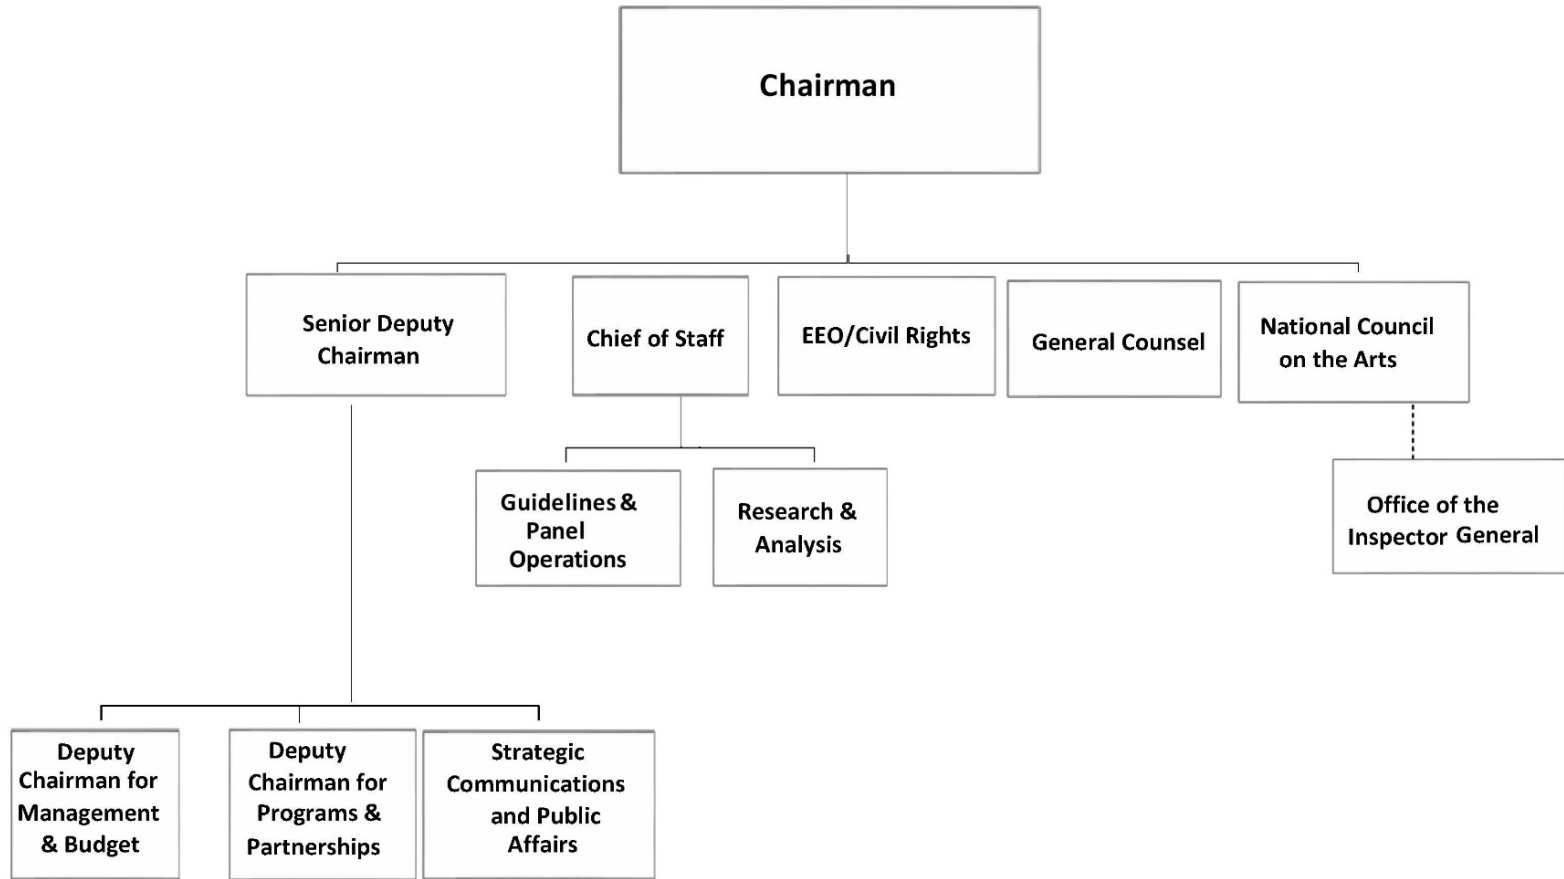 Chairman
Senior Deputy
Chairman
Chief of Staff
EEO/Civil Rights
General Counsel
National Council
on the Arts
Guidelines &
Panel
Operations
Research &
Analysis
Office of the
Inspector General
Deputy
Chairman for
Management
& Budget
Deputy
Chairman for
Programs &
Partnerships
Strategic
Communications
and Public
Affairs